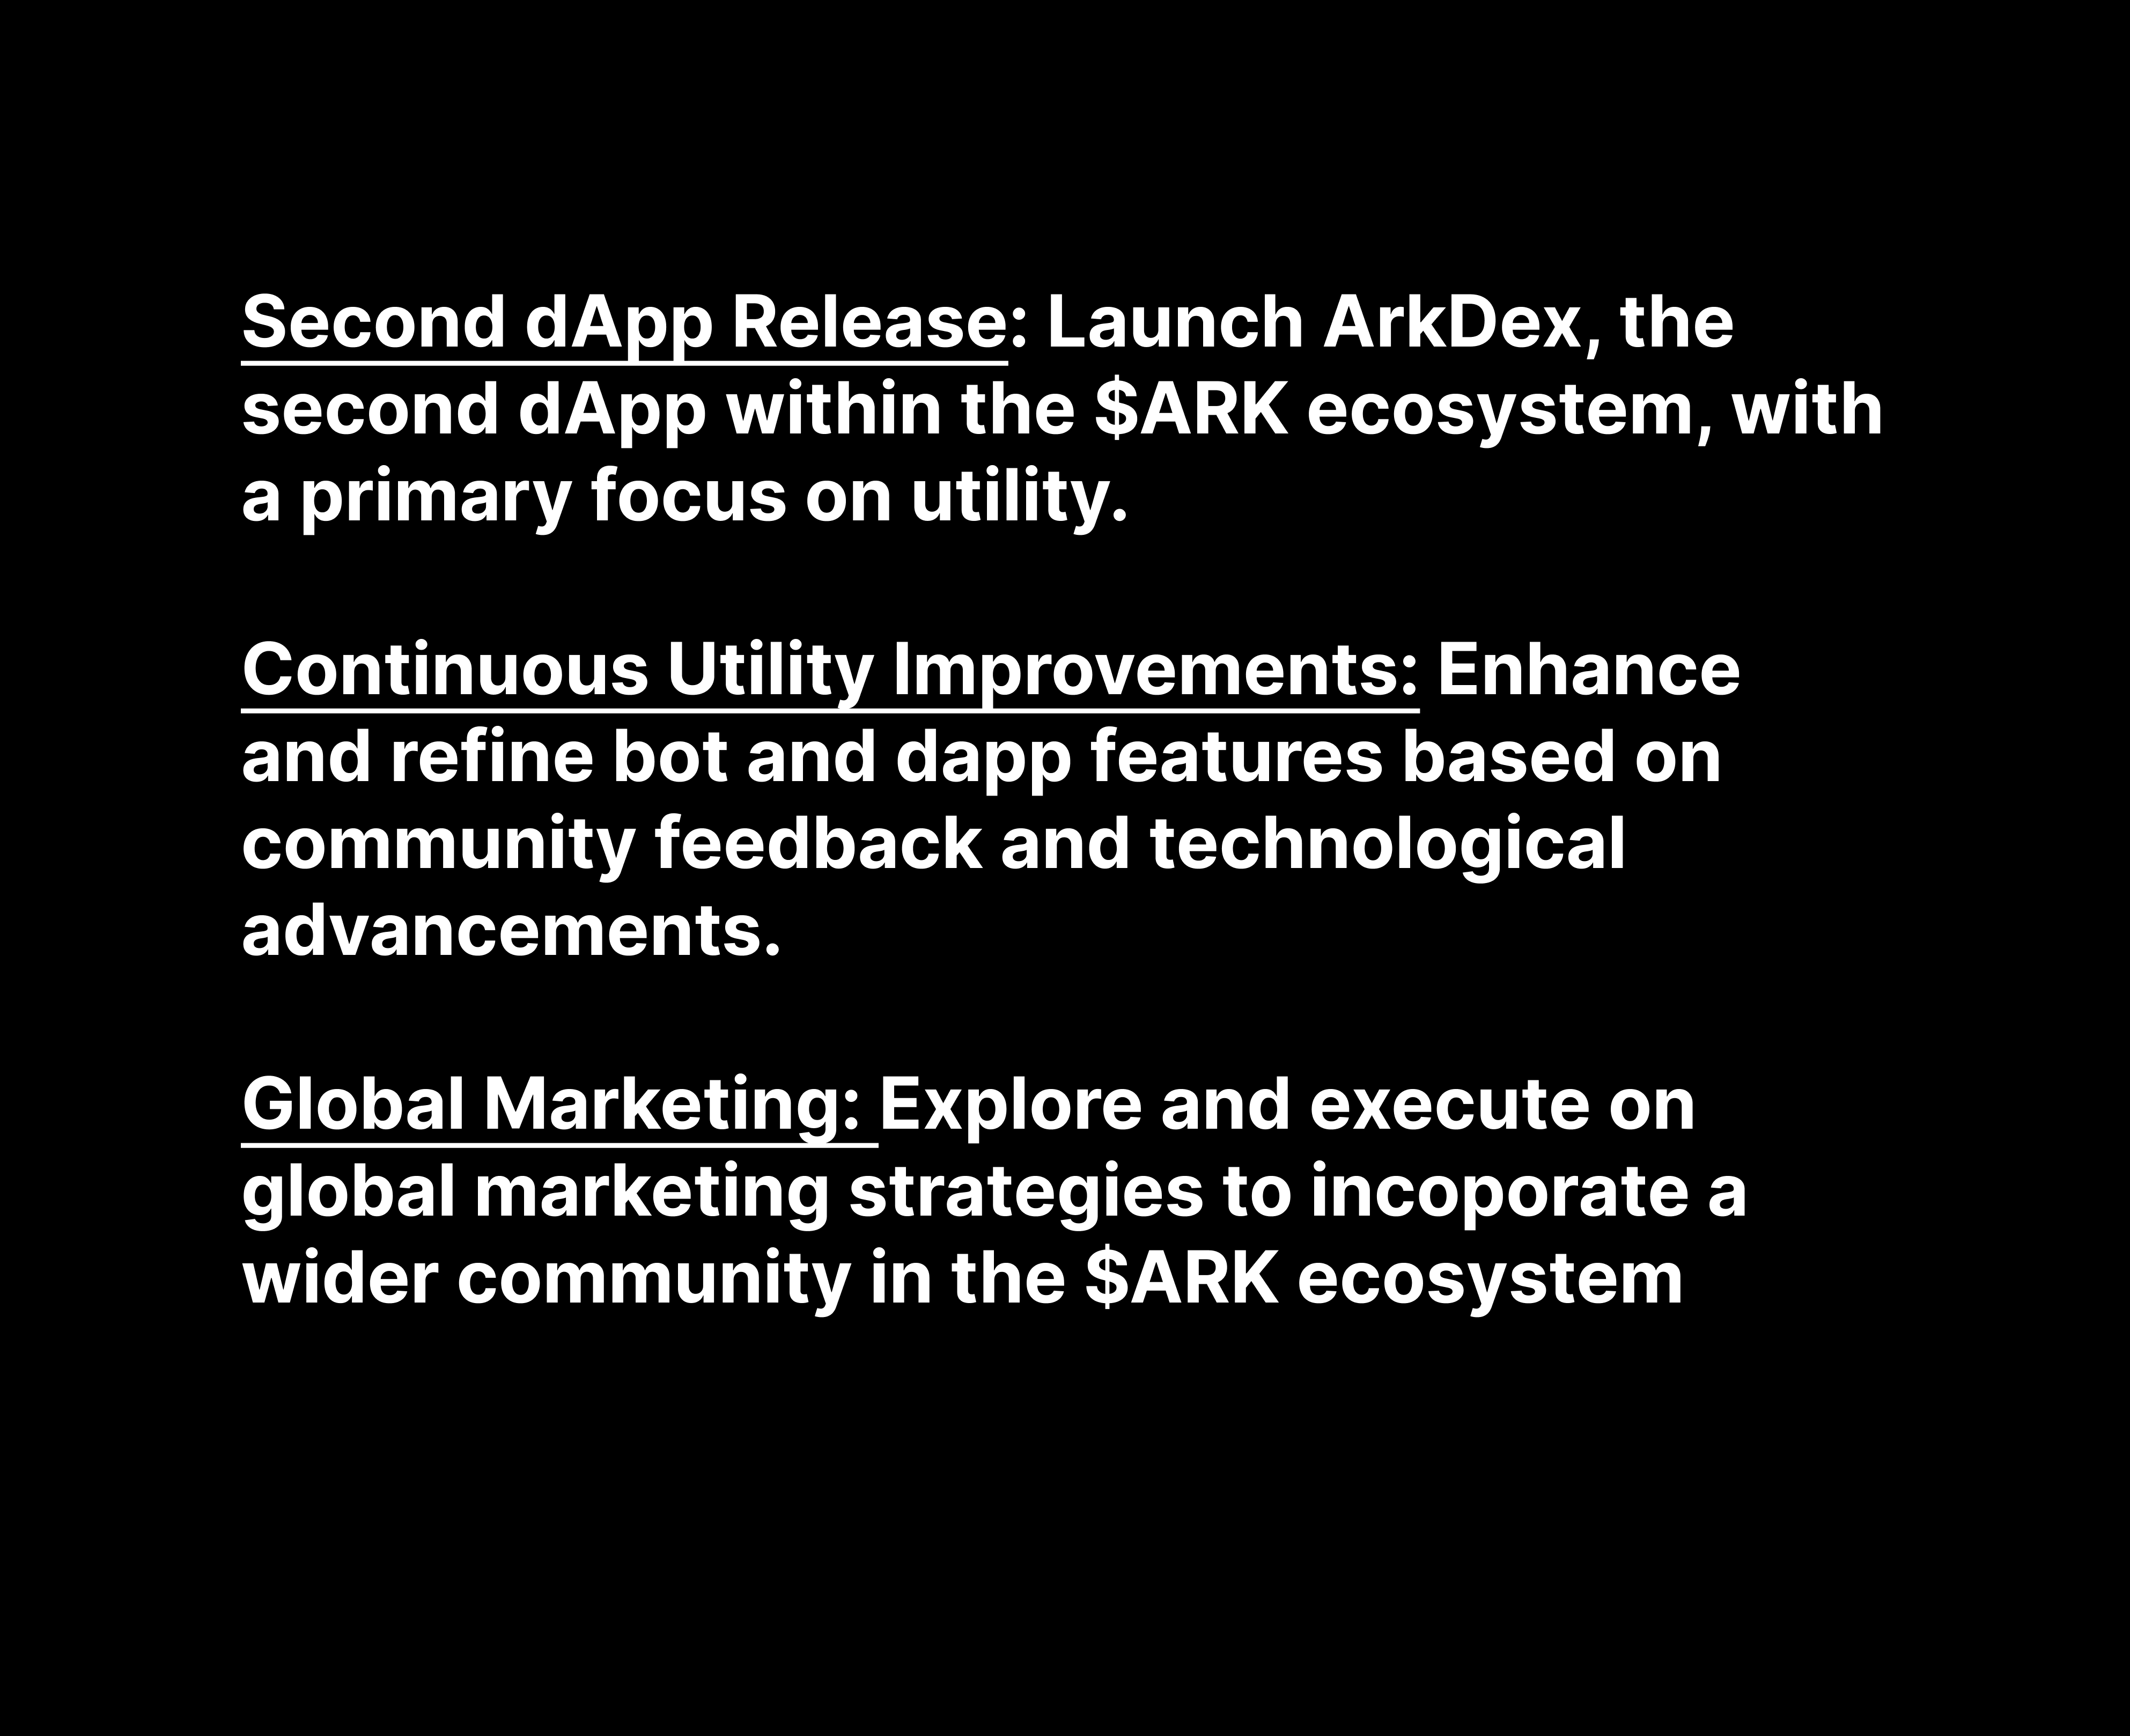 Second dApp Release: Launch ArkDex, the
second dApp within the $ARK ecosystem, with
a primary focus on utility.
Continuous Utility Improvements: Enhance
and refine bot and dapp features based on
community feedback and technological
advancements.
Global Marketing: Explore and execute on
global marketing strategies to incoporate a
wider community in the $ARK ecosystem